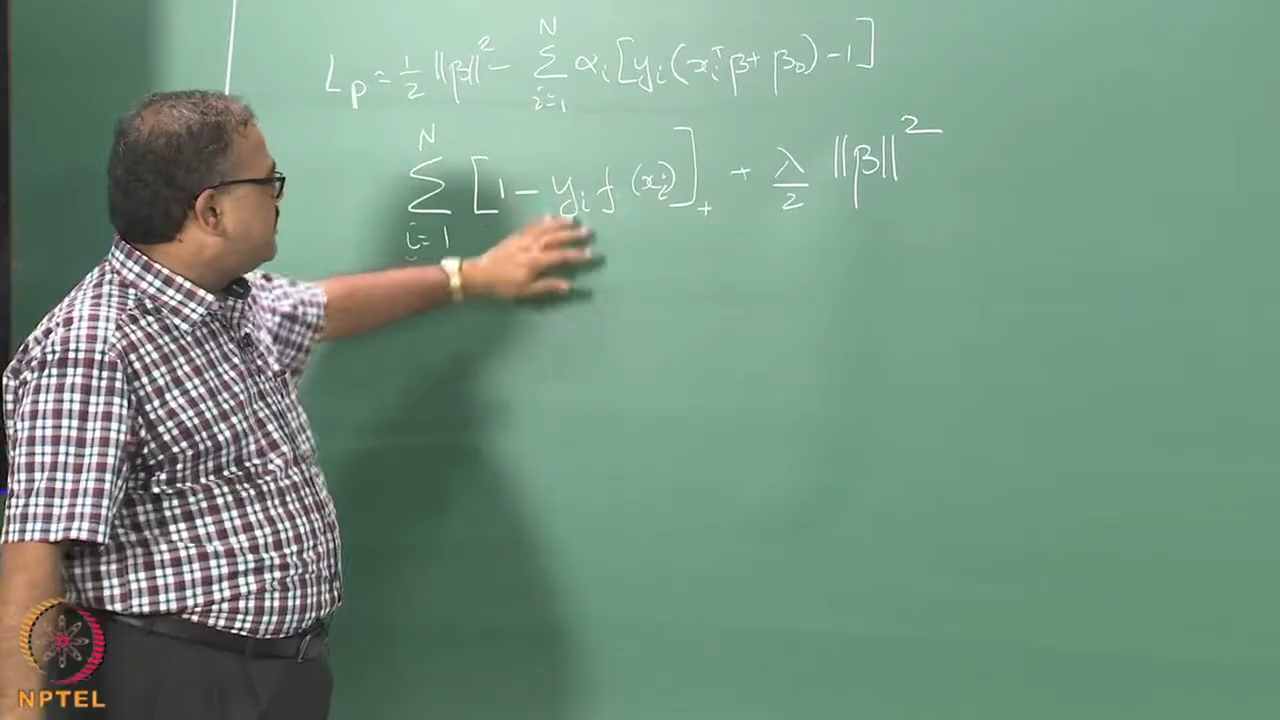 L_p = 1/2 ||β||² - Σ_{i=1}^{N} α_i [y_i (x_i^T β + β_0) - 1]
Σ_{i=1}^{N} [1 - y_i f(x_i)]_+ + λ/2 ||β||²
NPTEL